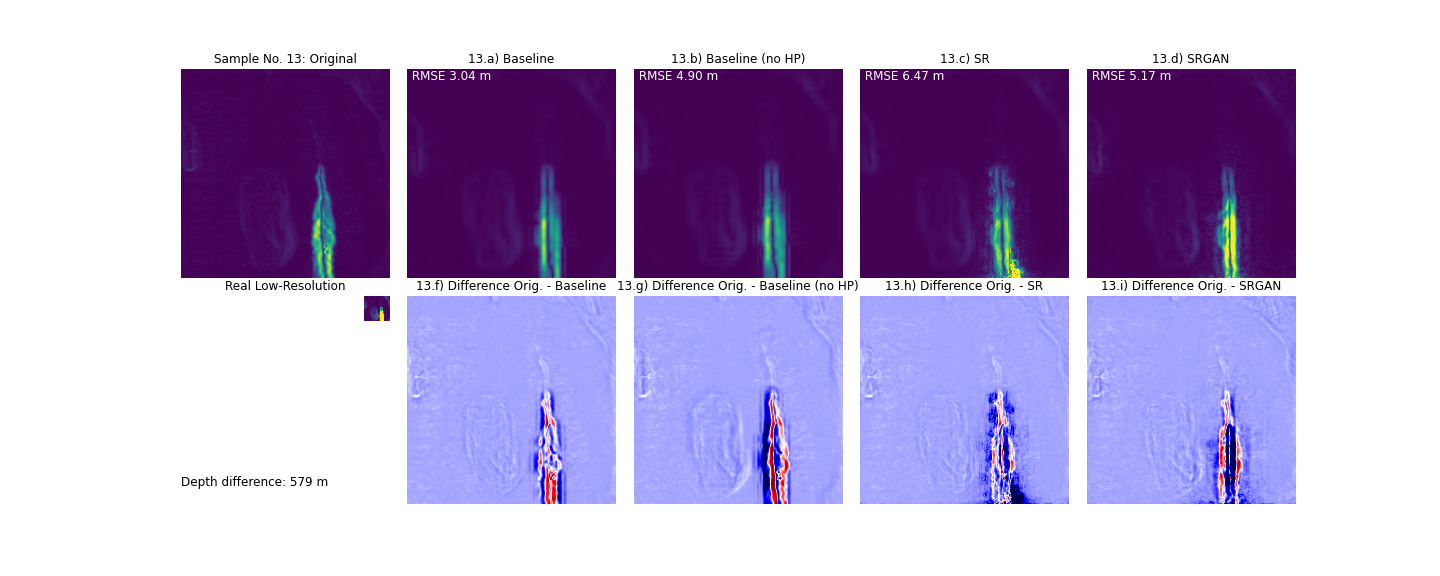 Sample No. 13: Original
13.a) Baseline
13.b) Baseline (no HP)
13.c) SR
13.d) SRGAN
RMSE 3.04 m
RMSE 4.90 m
RMSE 6.47 m
RMSE 5.17 m
Real Low-Resolution
13.f) Difference Orig. - Baseline
13.g) Difference Orig. - Baseline (no HP)
13.h) Difference Orig. - SR
13.i) Difference Orig. - SRGAN
Depth difference: 579 m